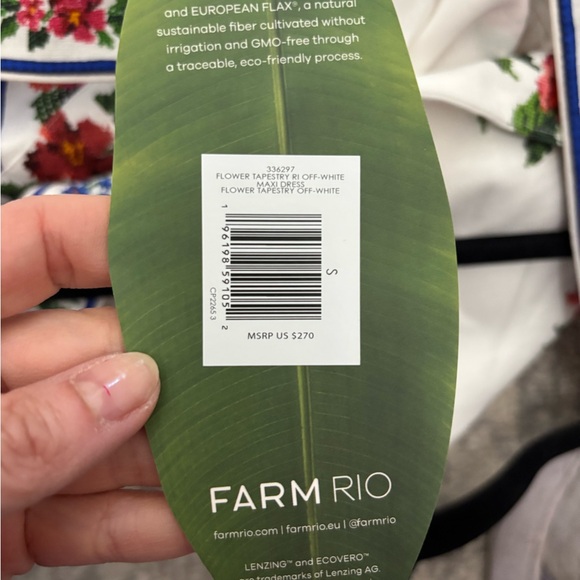 and EUROPEAN FLAX®, a natural
sustainable fiber cultivated without
irrigation and GMO-free through
a traceable, eco-friendly process.
336297
FLOWER TAPESTRY RI OFF-WHITE
MAXI DRESS
FLOWER TAPESTRY OFF-WHITE
1 96198 59105 2
S
CP2265 3
MSRP US $270
FARM RIO
farmrio.com | farmrio.eu | @farmrio
LENZING™ and ECOVERO™
are trademarks of Lenzing AG.